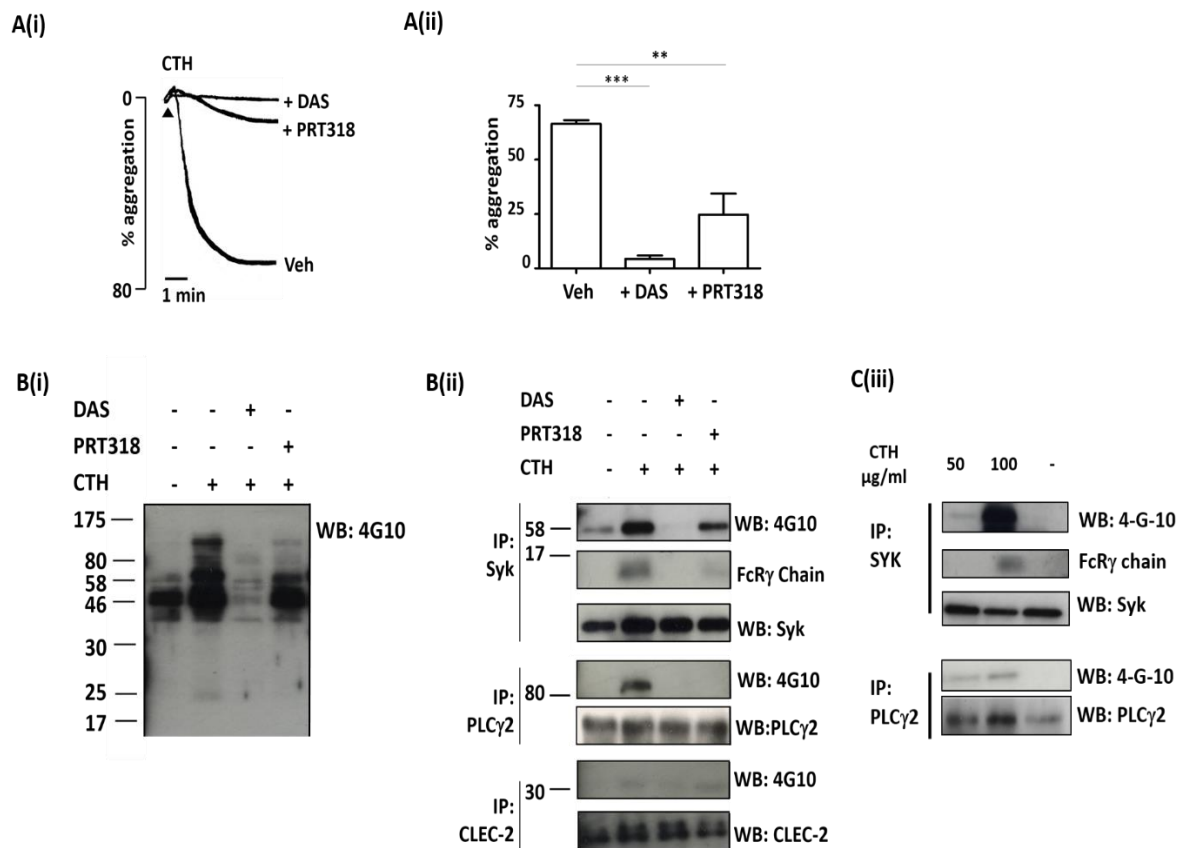 A(i)
CTH
0
% aggregation
80
+ DAS
+ PRT318
Veh
1 min
A(ii)
**
***
75
50
25
0
% aggregation
Veh + DAS + PRT318
B(i)
DAS - - + -
PRT318 - - - +
CTH - + + +
175
80
58
46
30
25
17
WB: 4G10
B(ii)
DAS - - + -
PRT318 - - - +
CTH - + + +
IP: Syk
58
WB: 4G10
17
FcRγ Chain
WB: Syk
IP: PLCγ2
80
WB: 4G10
WB:PLCγ2
IP: CLEC-2
30
WB: 4G10
WB: CLEC-2
C(iii)
CTH µg/ml
50 100 -
IP: SYK
WB: 4-G-10
FcRγ chain
WB: Syk
IP: PLCγ2
WB: 4-G-10
WB: PLCγ2